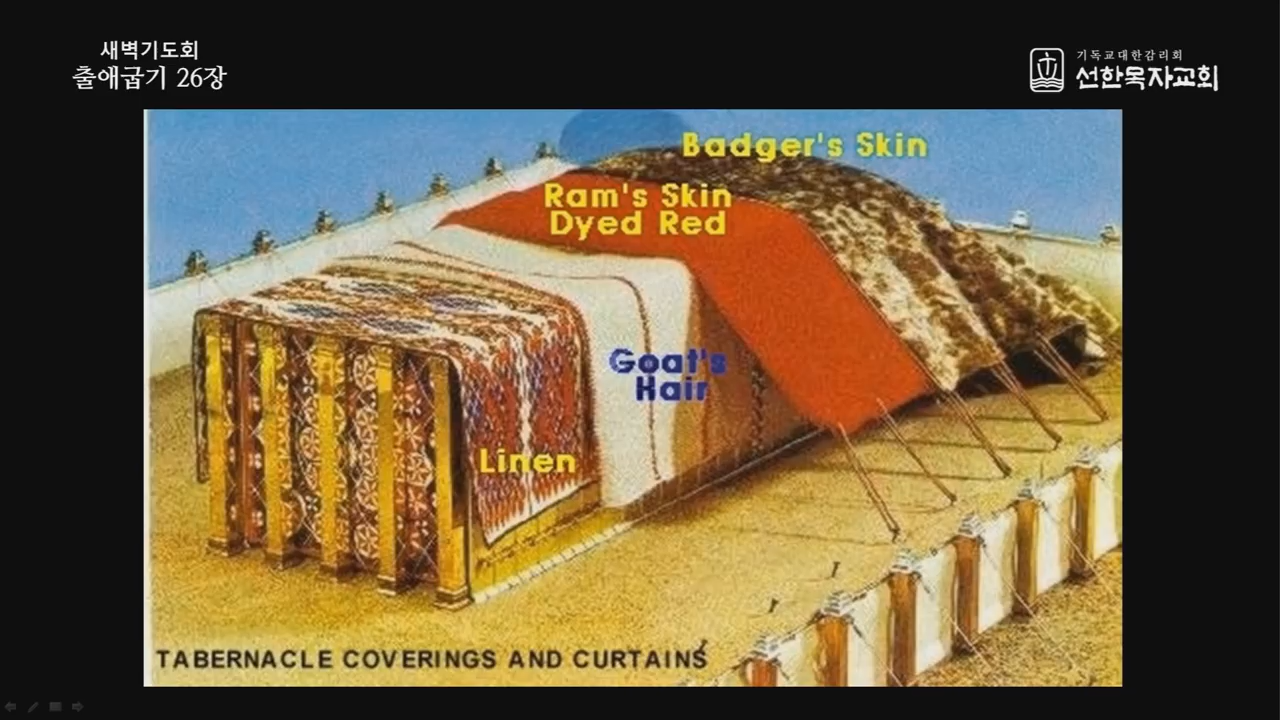 새벽기도회
출애굽기 26장
기독교대한감리회
선한목자교회
Badger's Skin
Ram's Skin
Dyed Red
Goat's
Hair
Linen
TABERNACLE COVERINGS AND CURTAINS